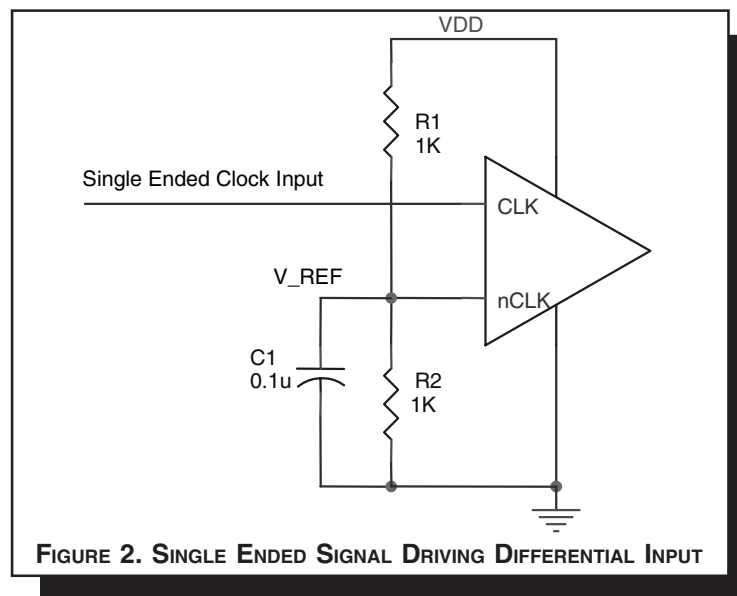 VDD
R1
1K
Single Ended Clock Input
CLK
V_REF
nCLK
C1
0.1u
R2
1K
FIGURE 2. SINGLE ENDED SIGNAL DRIVING DIFFERENTIAL INPUT